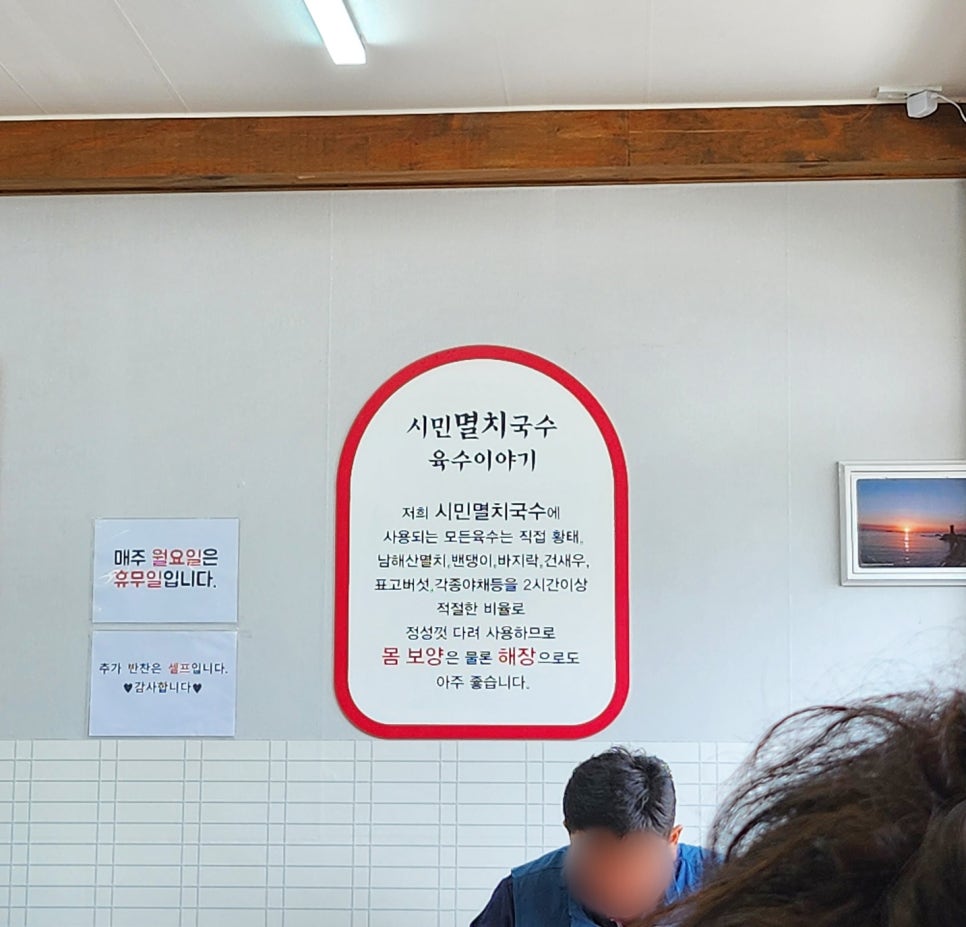 시민멸치국수
육수이야기
저희 시민멸치국수에
사용되는 모든육수는 직접 황태,
남해산멸치,밴댕이,바지락,건새우,
표고버섯,각종야채등을 2시간이상
적절한 비율로
정성껏 다려 사용하므로
몸 보양은 물론 해장으로도
아주 좋습니다.
매주 월요일은
휴무일입니다.
추가 반찬은 셀프입니다.
♥감사합니다♥